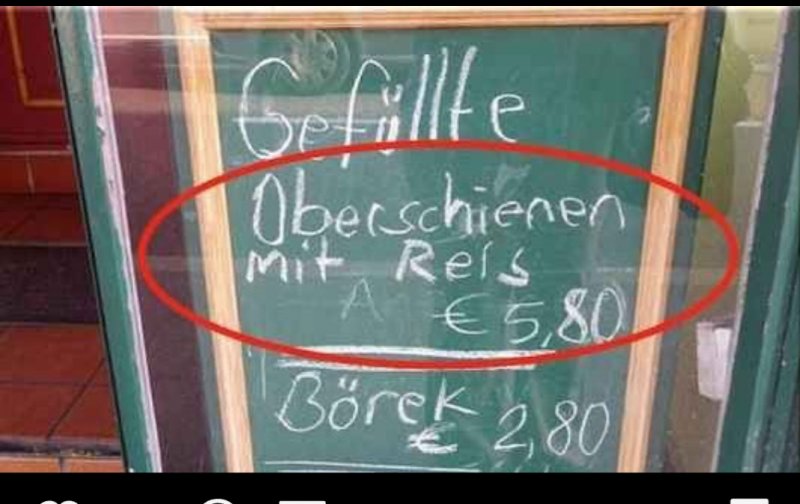 Gefüllte
Oberschienen
mit Reis
A € 5,80
Börek
€ 2,80